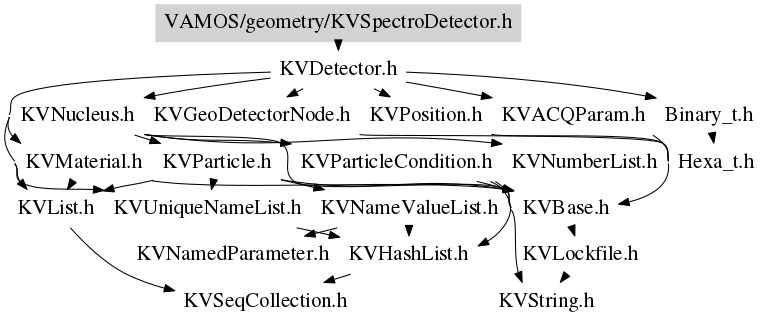 VAMOS/geometry/KVSpectroDetector.h
KVDetector.h
KVNucleus.h KVGeoDetectorNode.h KVPosition.h KVACQParam.h Binary_t.h
KVMaterial.h KVParticle.h KVParticleCondition.h KVNumberList.h Hexa_t.h
KVList.h KVUniqueNameList.h KVNameValueList.h KVBase.h
KVNamedParameter.h KVHashList.h KVLockfile.h
KVSeqCollection.h KVString.h